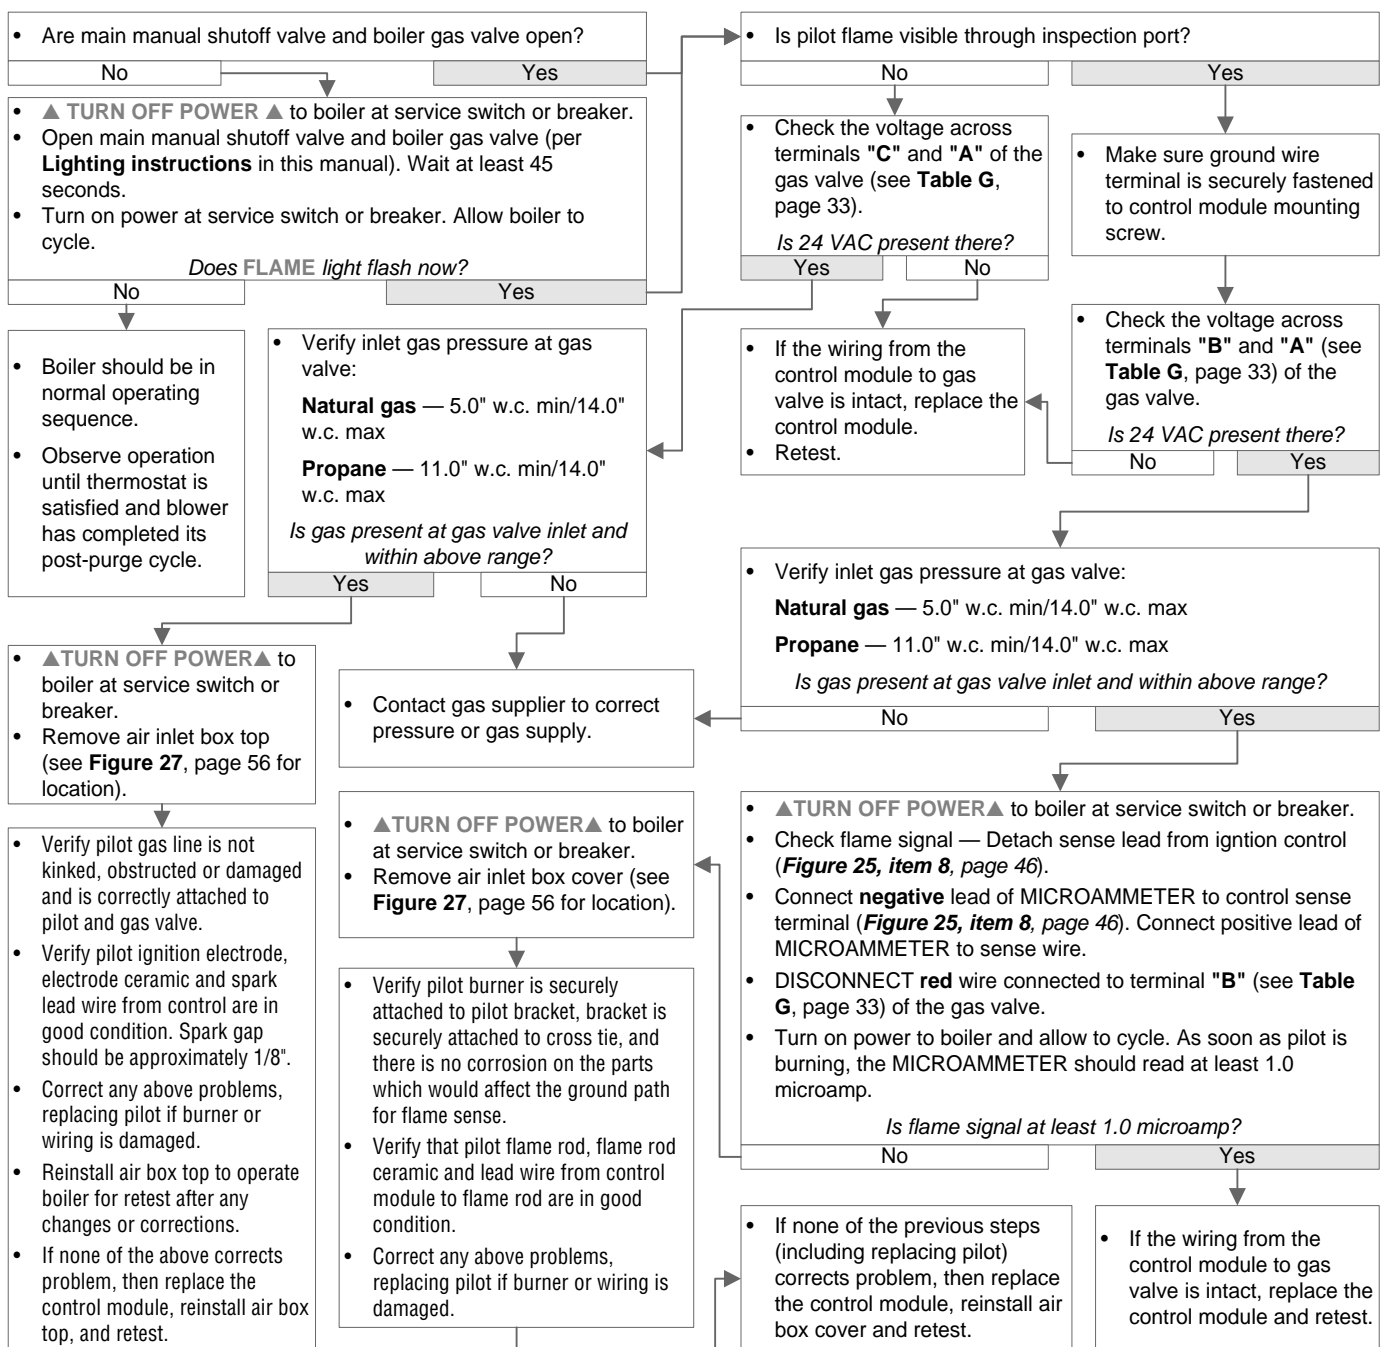 • Are main manual shutoff valve and boiler gas valve open?
No
Yes
• ▲ TURN OFF POWER ▲ to boiler at service switch or breaker.
• Open main manual shutoff valve and boiler gas valve (per
Lighting instructions in this manual). Wait at least 45
seconds.
• Turn on power at service switch or breaker. Allow boiler to
cycle.
Does FLAME light flash now?
No
Yes
• Boiler should be in
normal operating
sequence.
• Observe operation
until thermostat is
satisfied and blower
has completed its
post-purge cycle.
• Verify inlet gas pressure at gas
valve:
Natural gas — 5.0" w.c. min/14.0"
w.c. max
Propane — 11.0" w.c. min/14.0"
w.c. max
Is gas present at gas valve inlet and
within above range?
Yes
No
• ▲TURN OFF POWER▲ to
boiler at service switch or
breaker.
• Remove air inlet box top
(see Figure 27, page 56 for
location).
• Verify pilot gas line is not
kinked, obstructed or damaged
and is correctly attached to
pilot and gas valve.
• Verify pilot ignition electrode,
electrode ceramic and spark
lead wire from control are in
good condition. Spark gap
should be approximately 1/8".
• Correct any above problems,
replacing pilot if burner or
wiring is damaged.
• Reinstall air box top to operate
boiler for retest after any
changes or corrections.
• If none of the above corrects
problem, then replace the
control module, reinstall air box
top, and retest.
• Contact gas supplier to correct
pressure or gas supply.
• ▲TURN OFF POWER▲ to boiler
at service switch or breaker.
• Remove air inlet box cover (see
Figure 27, page 56 for location).
• Verify pilot burner is securely
attached to pilot bracket, bracket is
securely attached to cross tie, and
there is no corrosion on the parts
which would affect the ground path
for flame sense.
• Verify that pilot flame rod, flame rod
ceramic and lead wire from control
module to flame rod are in good
condition.
• Correct any above problems,
replacing pilot if burner or wiring is
damaged.
• Is pilot flame visible through inspection port?
No
Yes
• Check the voltage across
terminals "C" and "A" of the
gas valve (see Table G,
page 33).
Is 24 VAC present there?
Yes
No
• If the wiring from the
control module to gas
valve is intact, replace the
control module.
• Retest.
• Make sure ground wire
terminal is securely fastened
to control module mounting
screw.
• Check the voltage across
terminals "B" and "A" (see
Table G, page 33) of the
gas valve.
Is 24 VAC present there?
No
Yes
• Verify inlet gas pressure at gas valve:
Natural gas — 5.0" w.c. min/14.0" w.c. max
Propane — 11.0" w.c. min/14.0" w.c. max
Is gas present at gas valve inlet and within above range?
No
Yes
• ▲TURN OFF POWER▲ to boiler at service switch or breaker.
• Check flame signal — Detach sense lead from igntion control
(Figure 25, item 8, page 46).
• Connect negative lead of MICROAMMETER to control sense
terminal (Figure 25, item 8, page 46). Connect positive lead of
MICROAMMETER to sense wire.
• DISCONNECT red wire connected to terminal "B" (see Table
G, page 33) of the gas valve.
• Turn on power to boiler and allow to cycle. As soon as pilot is
burning, the MICROAMMETER should read at least 1.0
microamp.
Is flame signal at least 1.0 microamp?
No
Yes
• If none of the previous steps
(including replacing pilot)
corrects problem, then replace
the control module, reinstall air
box cover and retest.
• If the wiring from the
control module to gas
valve is intact, replace the
control module and retest.